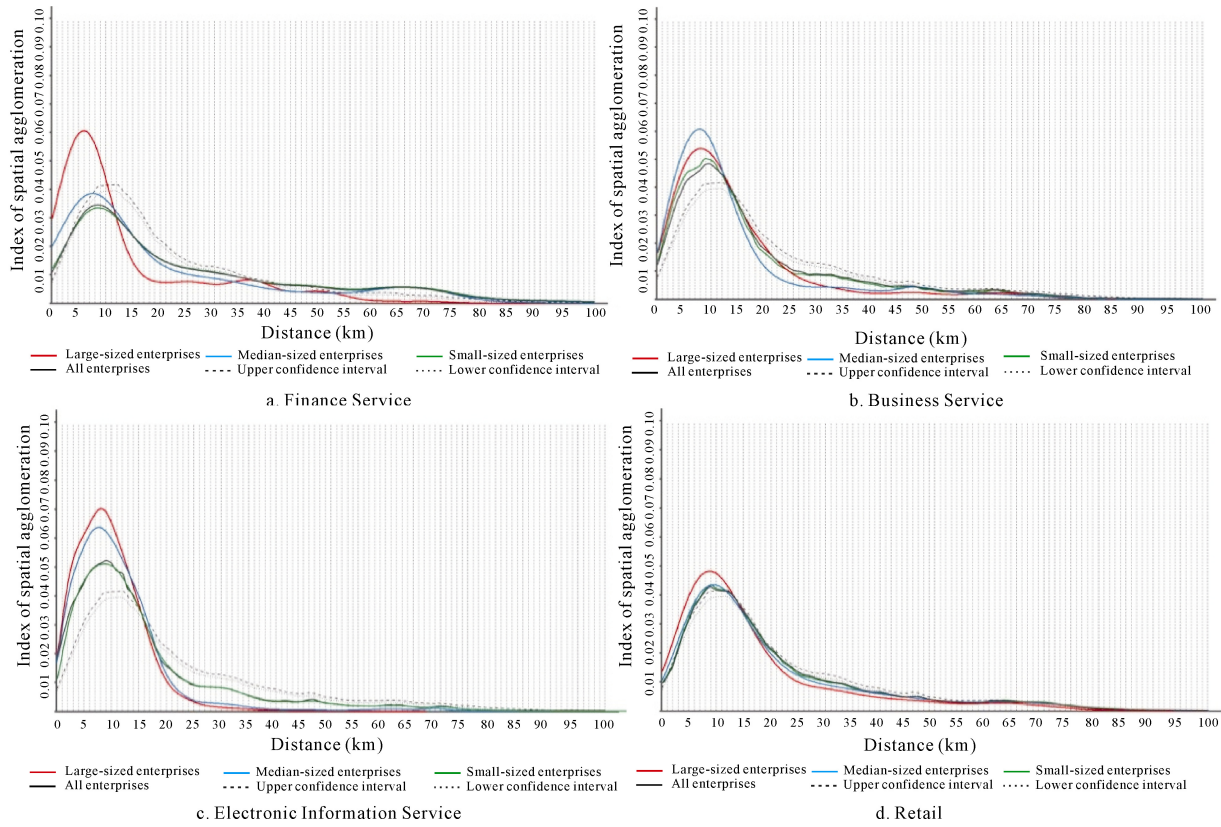 Index of spatial agglomeration
0.01 0.02 0.03 0.04 0.05 0.06 0.07 0.08 0.09 0.10
0 5 10 15 20 25 30 35 40 45 50 55 60 65 70 75 80 85 90 95 100
Distance (km)
Large-sized enterprises Median-sized enterprises Small-sized enterprises
All enterprises Upper confidence interval Lower confidence interval
a. Finance Service
Index of spatial agglomeration
0.01 0.02 0.03 0.04 0.05 0.06 0.07 0.08 0.09 0.10
0 5 10 15 20 25 30 35 40 45 50 55 60 65 70 75 80 85 90 95 100
Distance (km)
Large-sized enterprises Median-sized enterprises Small-sized enterprises
All enterprises Upper confidence interval Lower confidence interval
b. Business Service
Index of spatial agglomeration
0.01 0.02 0.03 0.04 0.05 0.06 0.07 0.08 0.09 0.10
0 5 10 15 20 25 30 35 40 45 50 55 60 65 70 75 80 85 90 95 100
Distance (km)
Large-sized enterprises Median-sized enterprises Small-sized enterprises
All enterprises Upper confidence interval Lower confidence interval
c. Electronic Information Service
Index of spatial agglomeration
0.01 0.02 0.03 0.04 0.05 0.06 0.07 0.08 0.09 0.10
0 5 10 15 20 25 30 35 40 45 50 55 60 65 70 75 80 85 90 95 100
Distance (km)
Large-sized enterprises Median-sized enterprises Small-sized enterprises
All enterprises Upper confidence interval Lower confidence interval
d. Retail